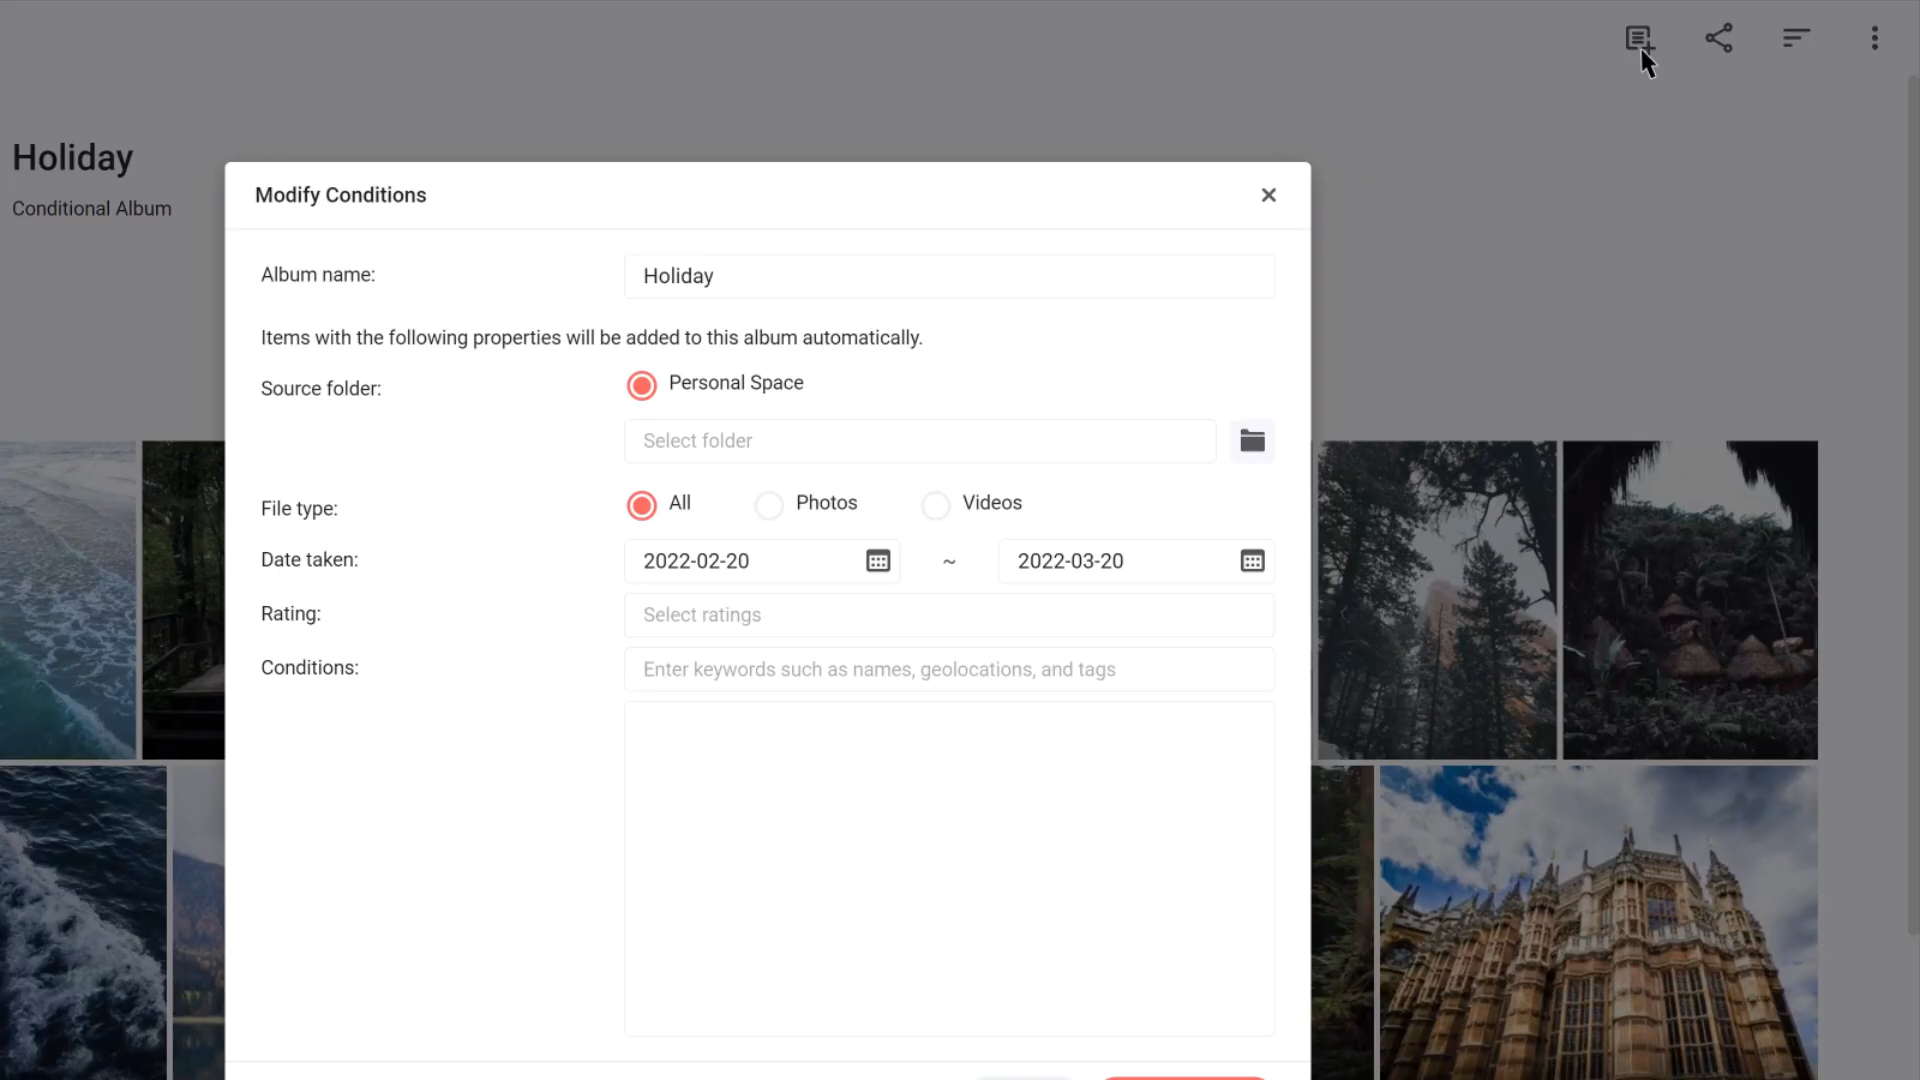 Holiday
Conditional Album
Modify Conditions
Album name:
Holiday
Items with the following properties will be added to this album automatically.
Source folder:
Personal Space
Select folder
File type:
All
Photos
Videos
Date taken:
2022-02-20
~
2022-03-20
Rating:
Select ratings
Conditions:
Enter keywords such as names, geolocations, and tags